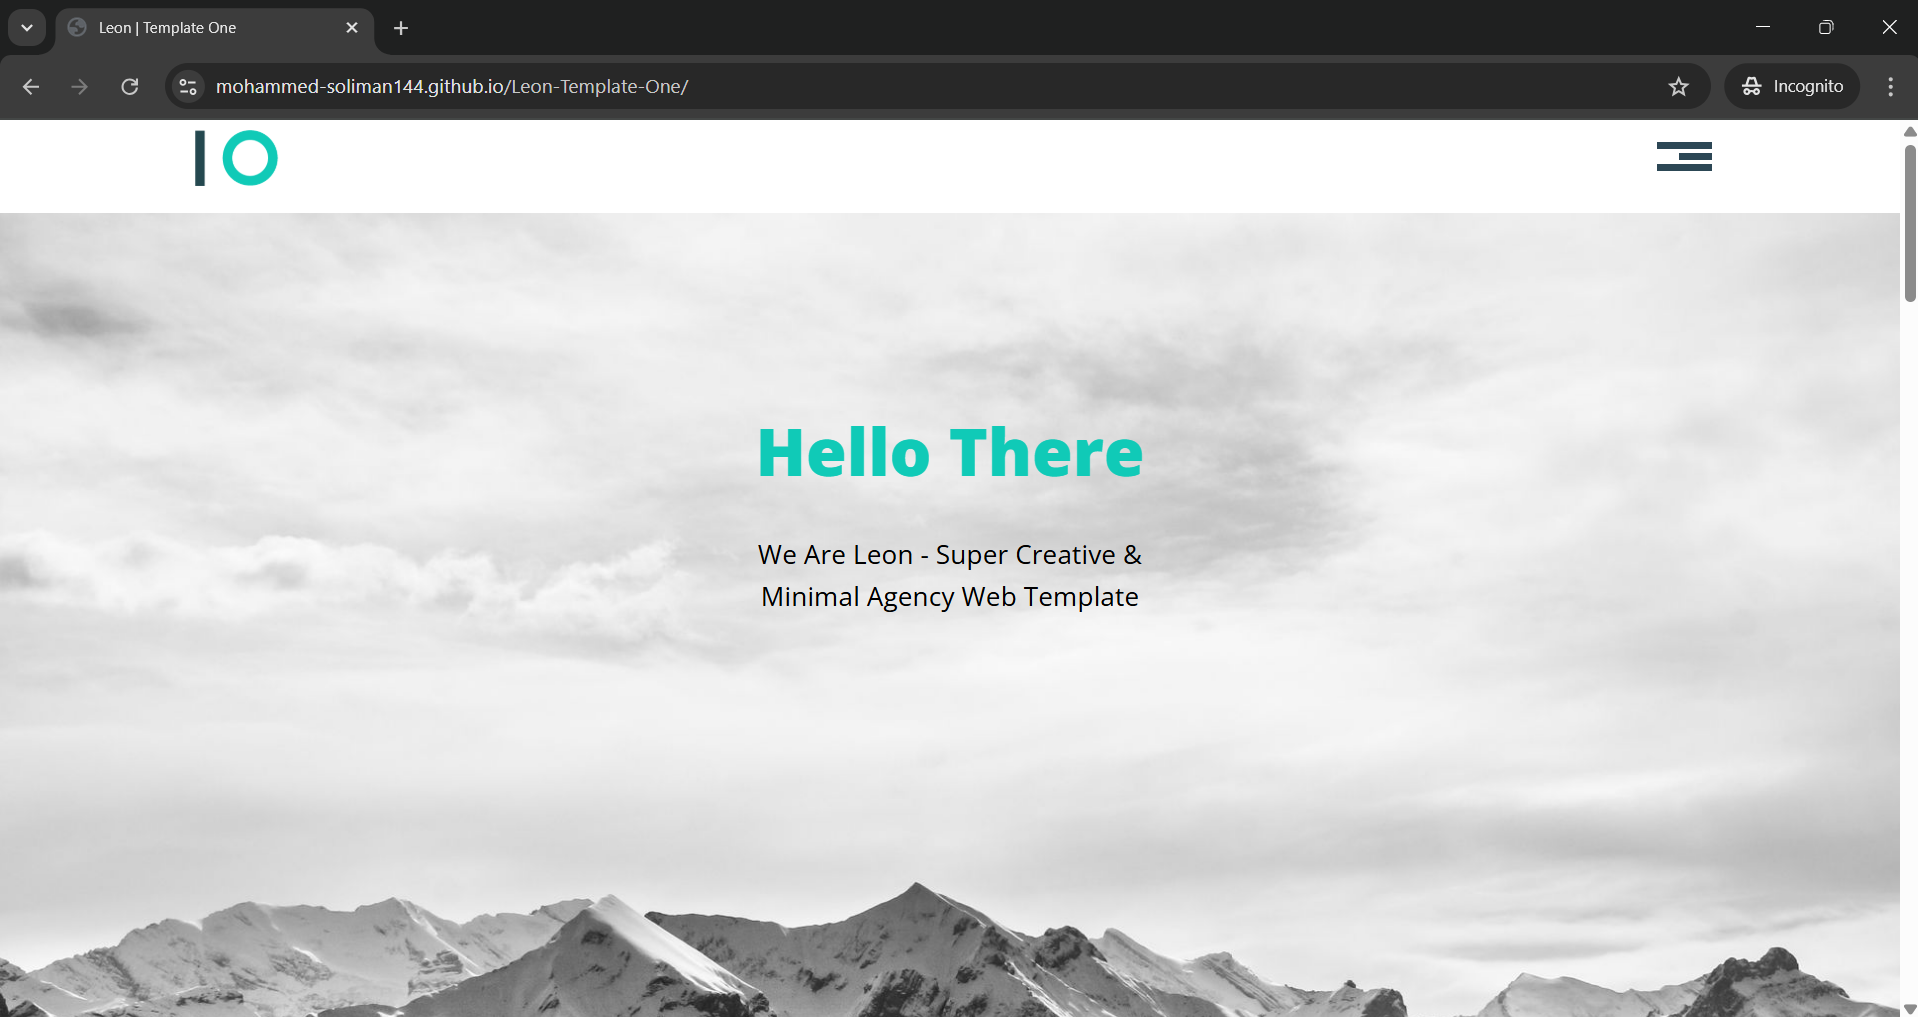 Leon | Template One
mohammed-soliman144.github.io/Leon-Template-One/
Incognito
IO
Hello There
We Are Leon - Super Creative &
Minimal Agency Web Template